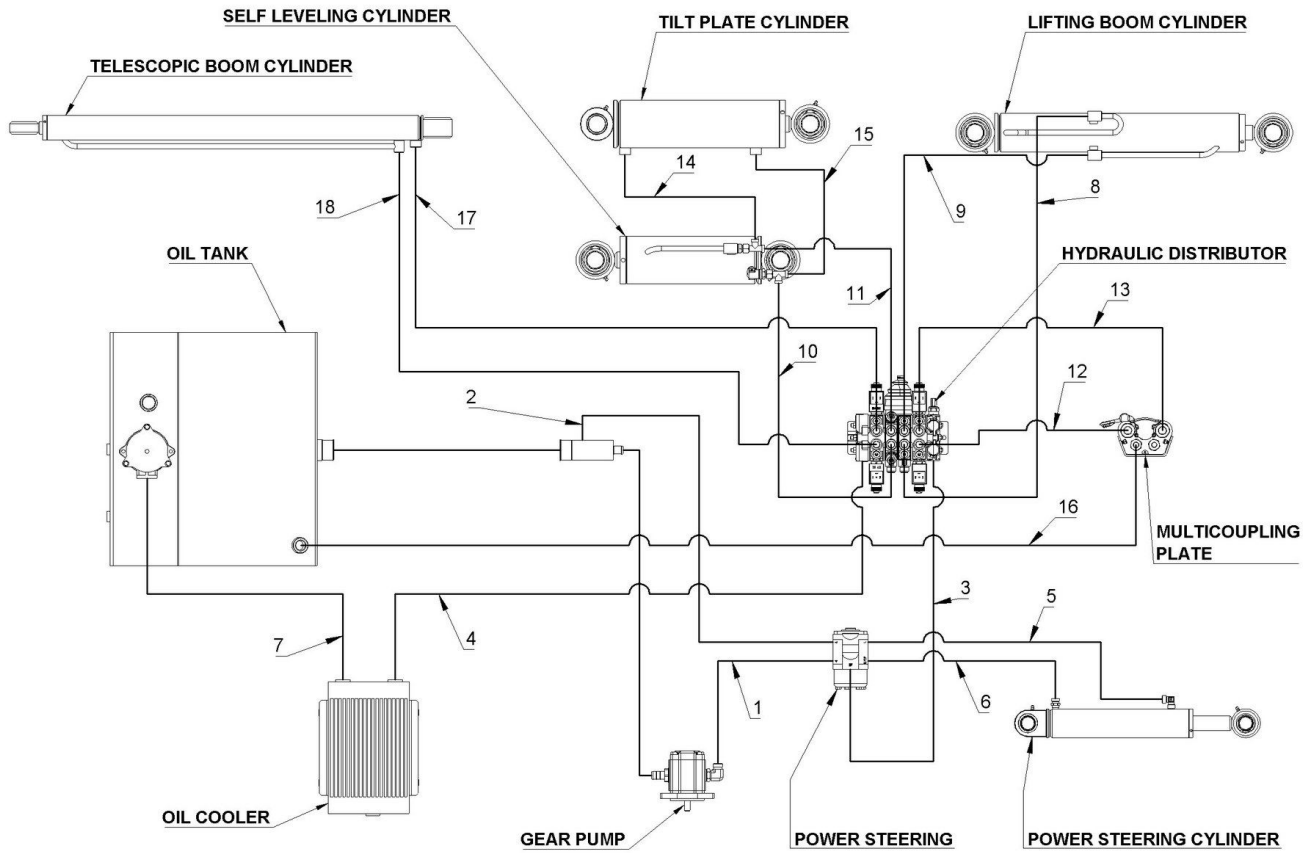 SELF LEVELING CYLINDER
TILT PLATE CYLINDER
LIFTING BOOM CYLINDER
TELESCOPIC BOOM CYLINDER
15
14
9
8
18
17
OIL TANK
HYDRAULIC DISTRIBUTOR
11
13
10
12
2
16
MULTICOUPLING
PLATE
3
5
7
4
1
6
OIL COOLER
GEAR PUMP
POWER STEERING
POWER STEERING CYLINDER